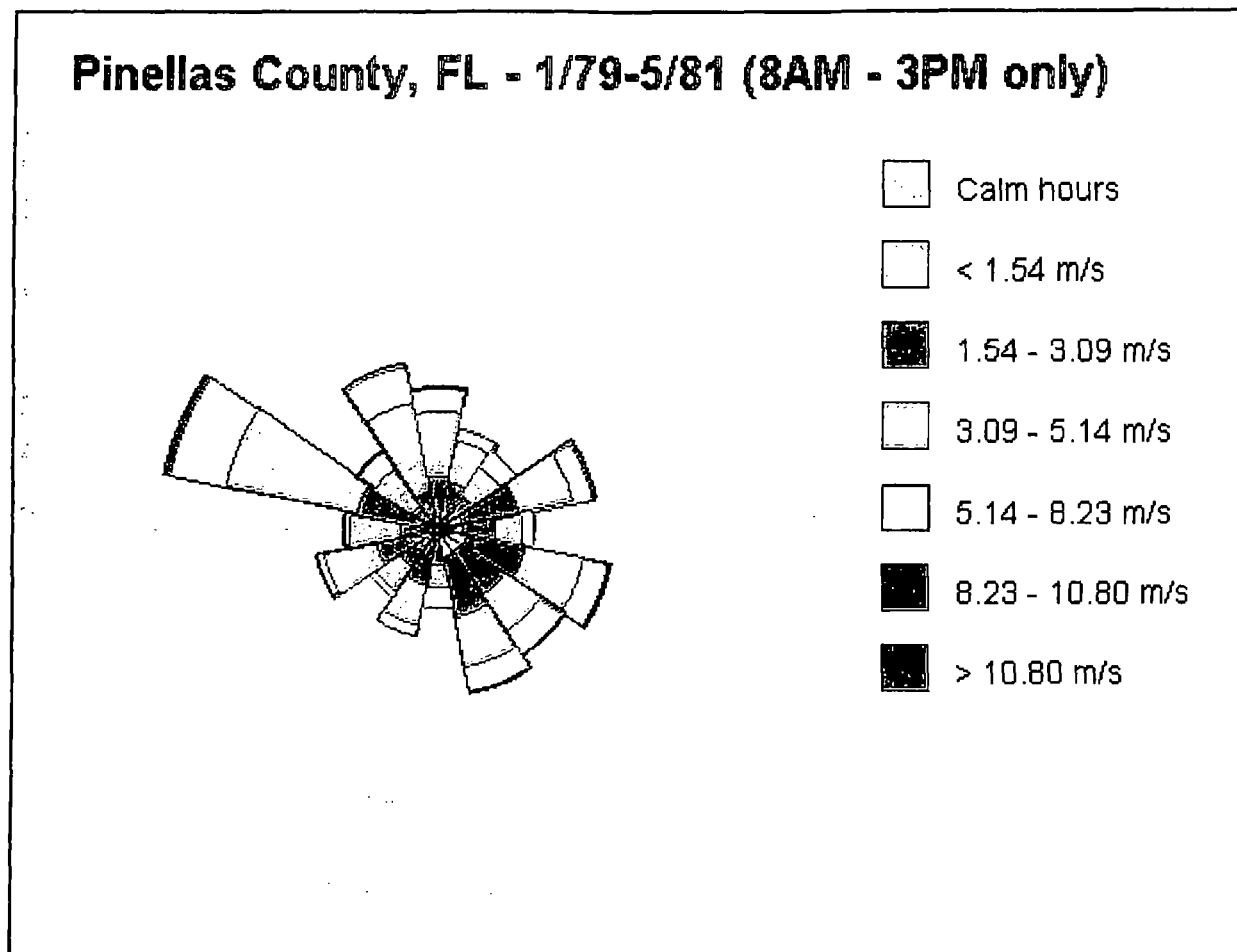 Pinellas County, FL - 1/79-5/81 (8AM - 3PM only)
Calm hours
< 1.54 m/s
1.54 - 3.09 m/s
3.09 - 5.14 m/s
5.14 - 8.23 m/s
8.23 - 10.80 m/s
> 10.80 m/s